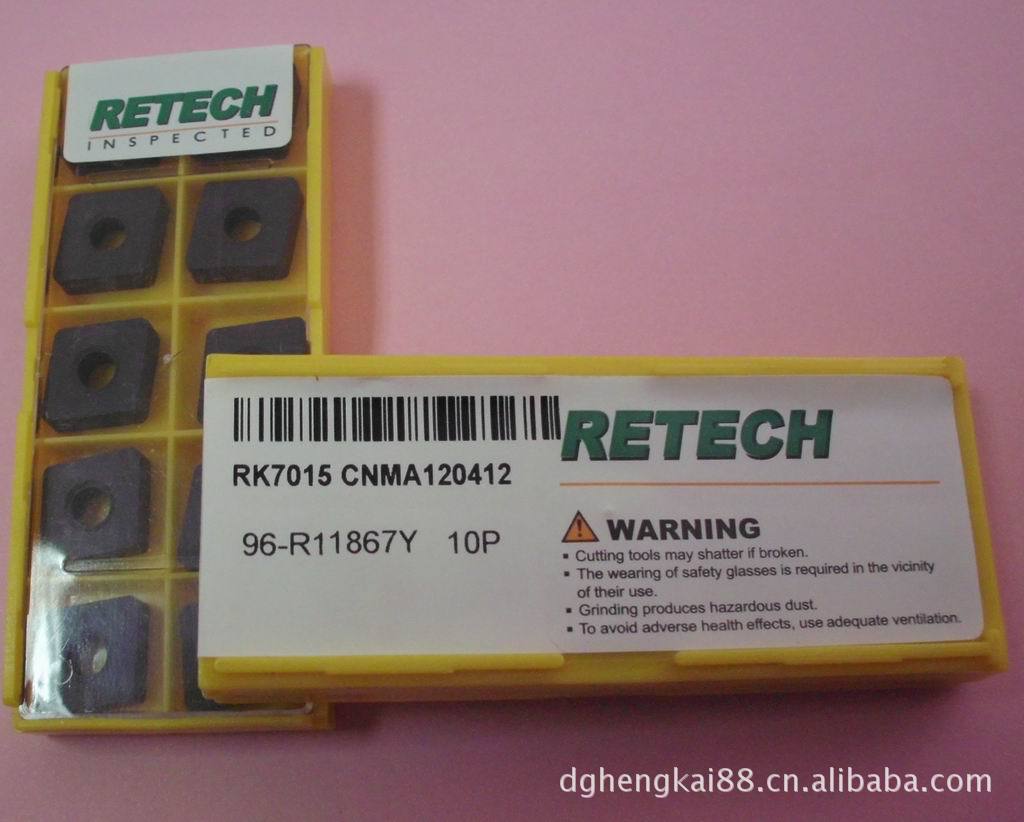 RETECH
INSPECTED
RK7015 CNMA120412
96-R11867Y 10P
RETECH
WARNING
▪ Cutting tools may shatter if broken.
▪ The wearing of safety glasses is required in the vicinity
of their use.
▪ Grinding produces hazardous dust.
▪ To avoid adverse health effects, use adequate ventilation.
dghengkai88.cn.alibaba.com